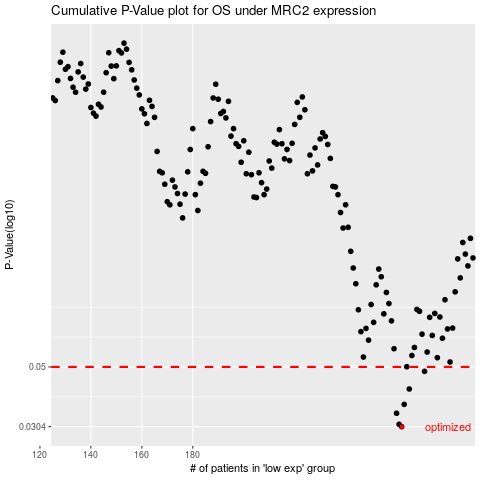 Cumulative P-Value plot for OS under MRC2 expression
P-Value(log10)
0.05
0.0304
optimized
120 140 160 180
# of patients in 'low exp' group